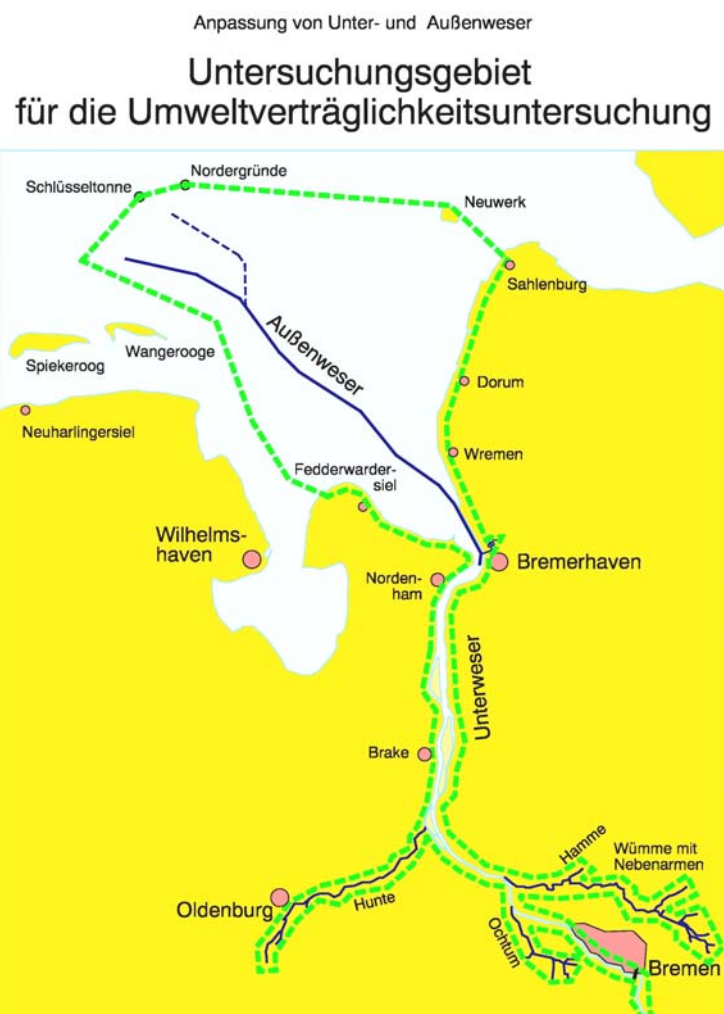 Anpassung von Unter- und Außenweser
Untersuchungsgebiet
für die Umweltverträglichkeitsuntersuchung
Nordergründe
Schlüsseltonne
Neuwerk
Sahlenburg
Außenweser
Wangerooge
Spiekeroog
Dorum
Neuharlingersiel
Wremen
Fedderwarder-
siel
Wilhelms-
haven
Bremerhaven
Norden-
ham
Unterweser
Brake
Hamme
Wümme mit
Nebenarmen
Hunte
Oldenburg
Ochtum
Bremen